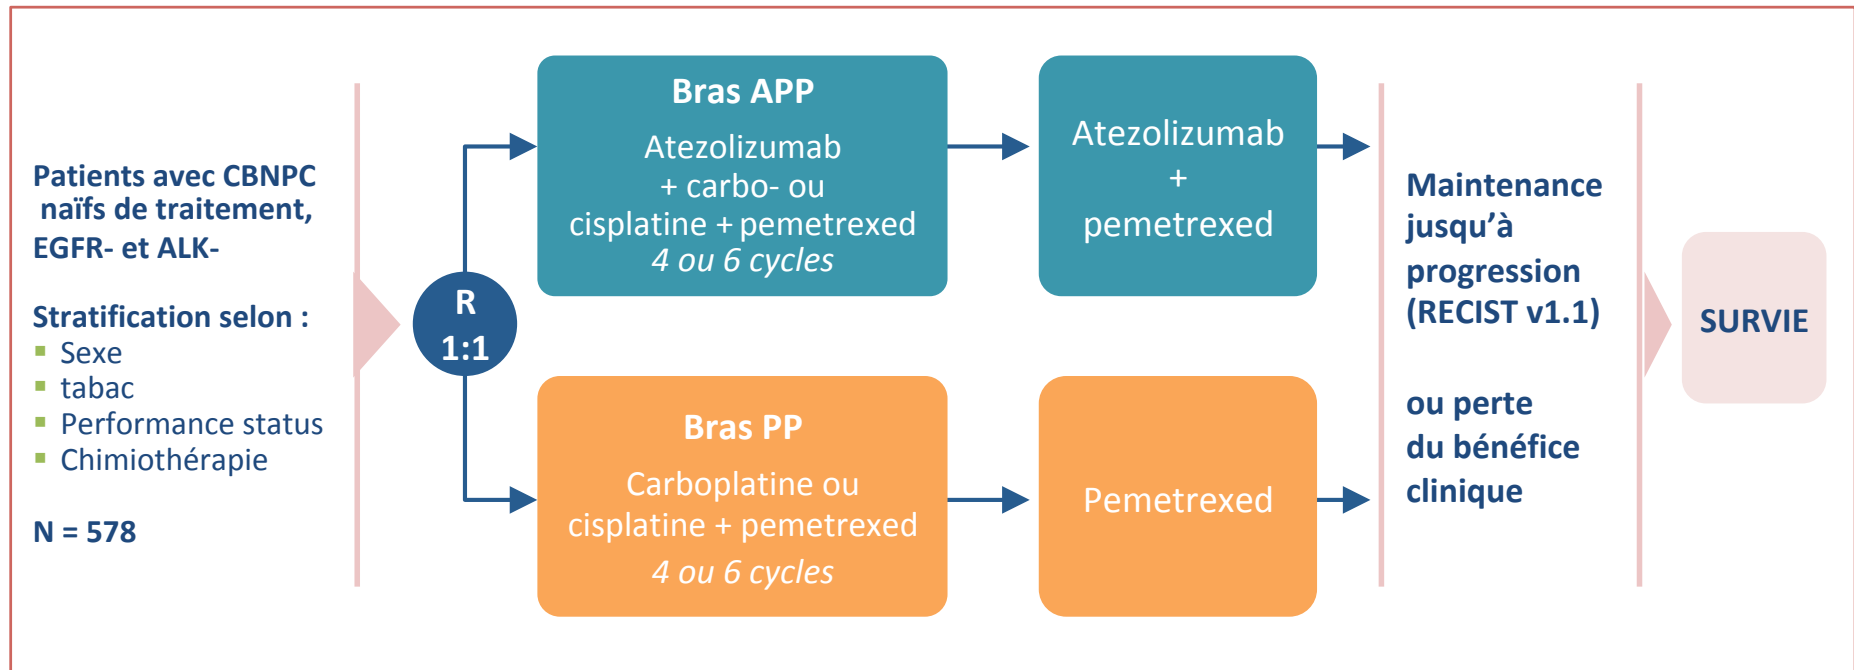 Patients avec CBNPC
naïfs de traitement,
EGFR- et ALK-
Stratification selon :
▪ Sexe
▪ tabac
▪ Performance status
▪ Chimiothérapie
N = 578
R
1:1
Bras APP
Atezolizumab
+ carbo- ou
cisplatine + pemetrexed
4 ou 6 cycles
Atezolizumab
+
pemetrexed
Bras PP
Carboplatine ou
cisplatine + pemetrexed
4 ou 6 cycles
Pemetrexed
Maintenance
jusqu’à
progression
(RECIST v1.1)
ou perte
du bénéfice
clinique
SURVIE